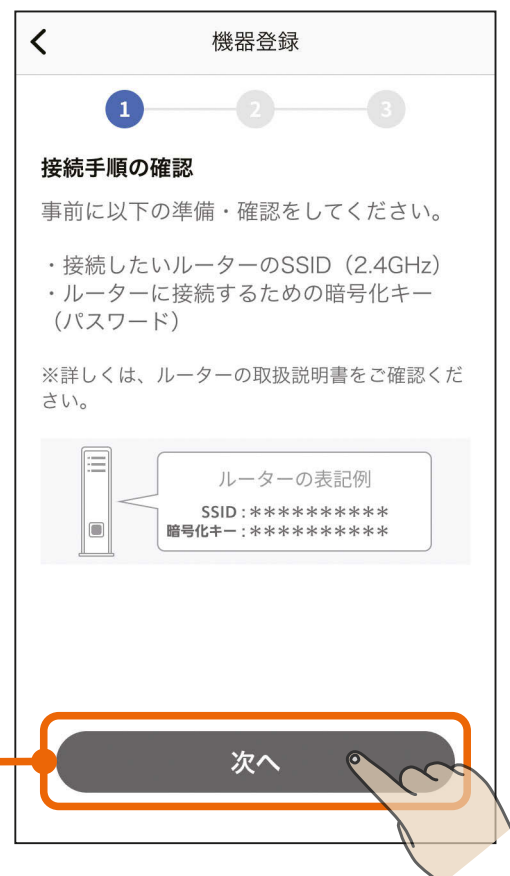 機器登録
1 2 3
接続手順の確認
事前に以下の準備・確認をしてください。
・接続したいルーターのSSID（2.4GHz）
・ルーターに接続するための暗号化キー
（パスワード）
※詳しくは、ルーターの取扱説明書をご確認くだ
さい。
ルーターの表記例
SSID:**********
暗号化キー:**********
次へ